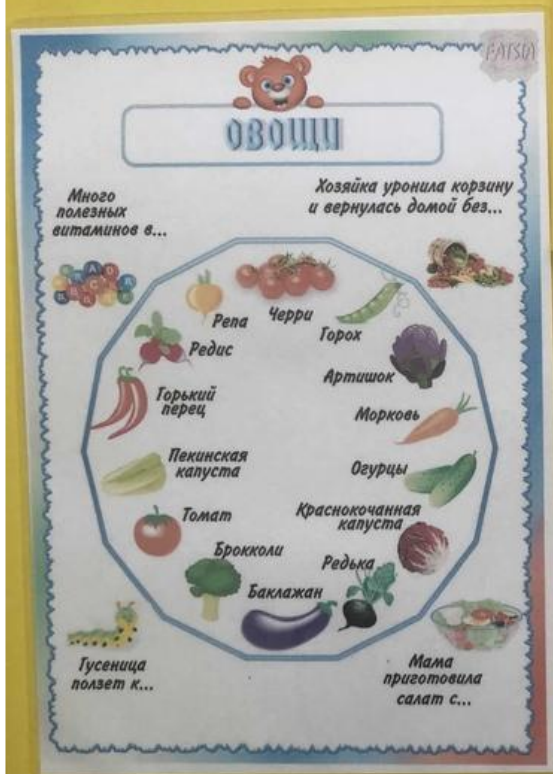 FATSIA
ОВОЩИ
Много
полезных
витаминов в...
Хозяйка уронила корзину
и вернулась домой без...
Черри
Репа
Горох
Редис
Артишок
Горький
перец
Морковь
Пекинская
капуста
Огурцы
Томат
Краснокочанная
капуста
Брокколи
Редька
Баклажан
Гусеница
ползет к...
Мама
приготовила
салат с...